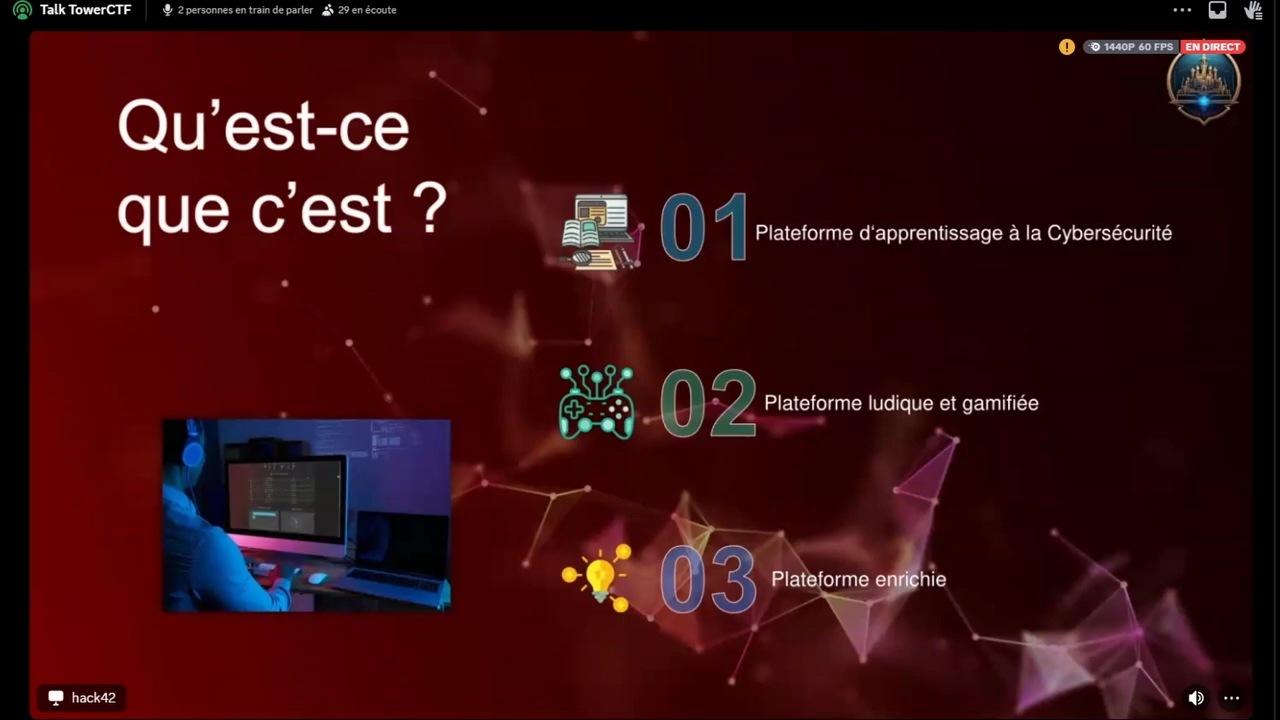 Talk TowerCTF
2 personnes en train de parler
29 en écoute
1440P 60 FPS
EN DIRECT
Qu’est-ce
que c’est ?
01 Plateforme d‘apprentissage à la Cybersécurité
02 Plateforme ludique et gamifiée
03 Plateforme enrichie
hack42